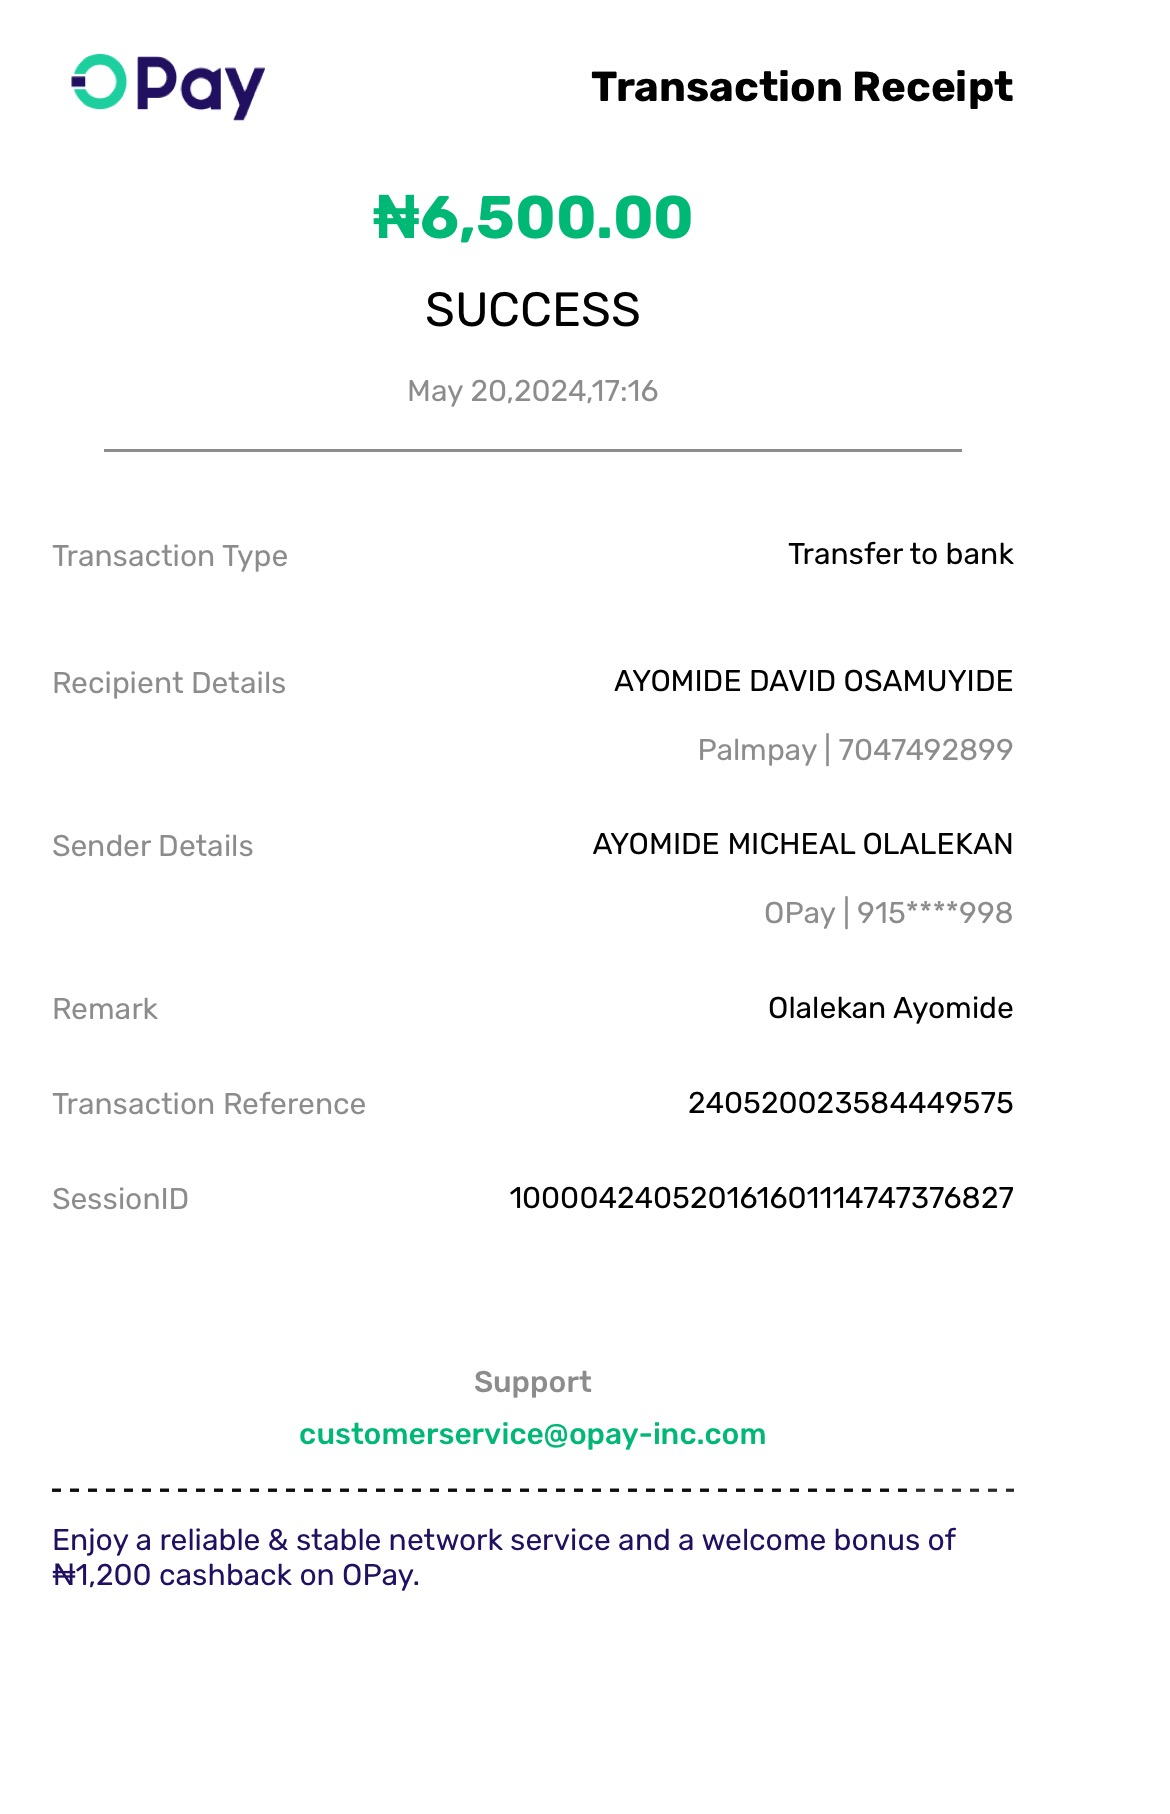 OPay
Transaction Receipt
₦6,500.00
SUCCESS
May 20,2024,17:16
Transaction Type Transfer to bank
Recipient Details AYOMIDE DAVID OSAMUYIDE
Palmpay | 7047492899
Sender Details AYOMIDE MICHEAL OLALEKAN
OPay | 915****998
Remark Olalekan Ayomide
Transaction Reference 240520023584449575
SessionID 100004240520161601114747376827
Support
customerservice@opay-inc.com
Enjoy a reliable & stable network service and a welcome bonus of
₦1,200 cashback on OPay.